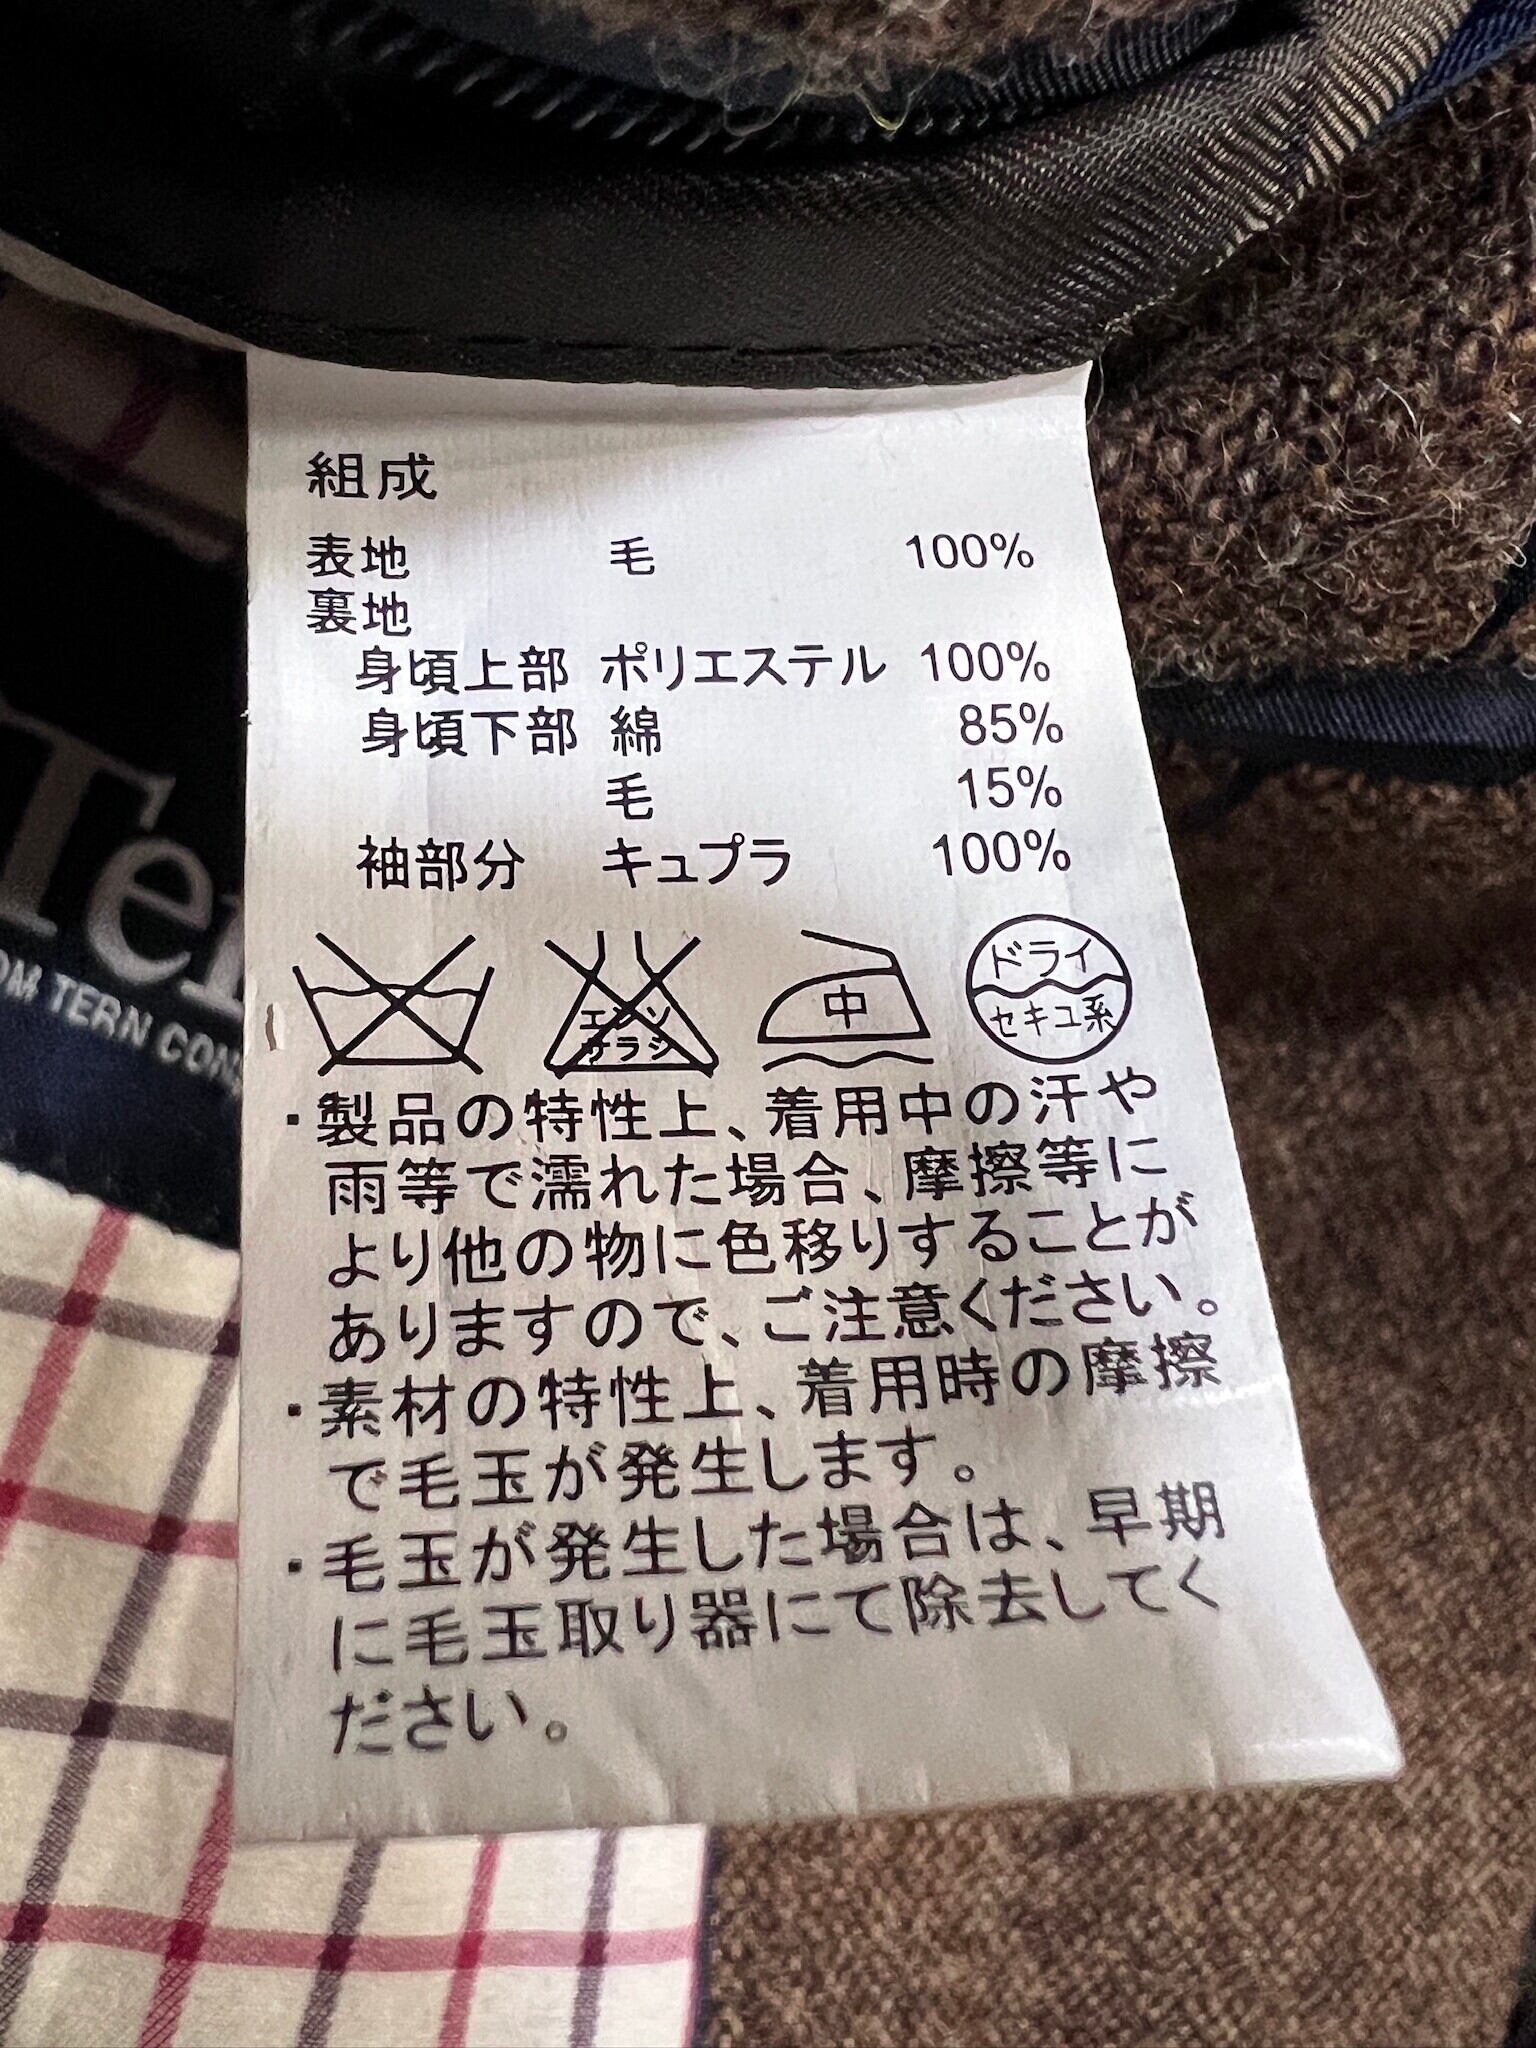 組成
表地 毛 100%
裏地
身頃上部 ポリエステル 100%
身頃下部 綿 85%
毛 15%
袖部分 キュプラ 100%
エンソ
サラシ
中
ドライ
セキユ系
・製品の特性上、着用中の汗や
雨等で濡れた場合、摩擦等に
より他の物に色移りすることが
ありますので、ご注意ください。
・素材の特性上、着用時の摩擦
で毛玉が発生します。
・毛玉が発生した場合は、早期
に毛玉取り器にて除去してく
ださい。
TERN